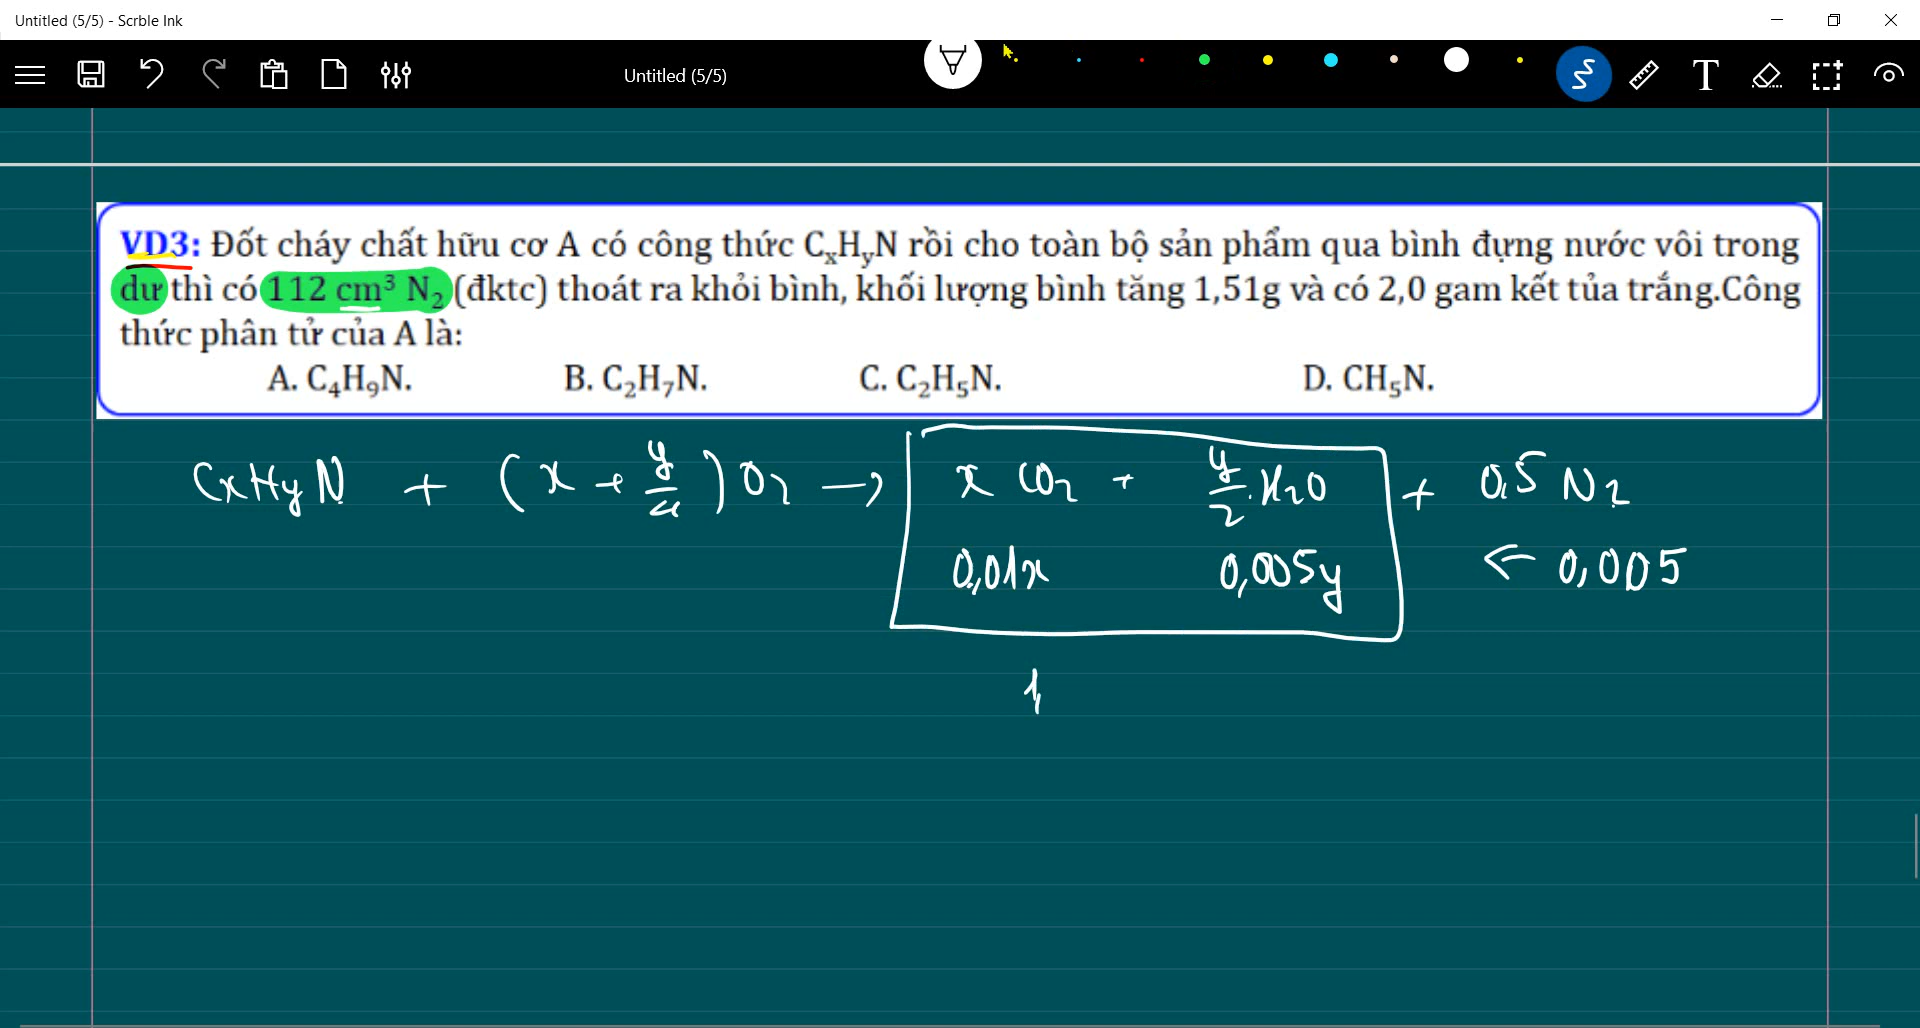 Untitled (5/5) - Scrble Ink
Untitled (5/5)
T
VD3: Đốt cháy chất hữu cơ A có công thức CₓHᵧN rồi cho toàn bộ sản phẩm qua bình đựng nước vôi trong
dư thì có 112 cm³ N₂ (đktc) thoát ra khỏi bình, khối lượng bình tăng 1,51g và có 2,0 gam kết tủa trắng.Công
thức phân tử của A là:
A. C₄H₉N. B. C₂H₇N. C. C₂H₅N. D. CH₅N.
CxHyN + (x + y/4) O₂ → x CO₂ + y/2 . H₂O + 0,5 N₂
0,01x 0,005y ← 0,005
1,